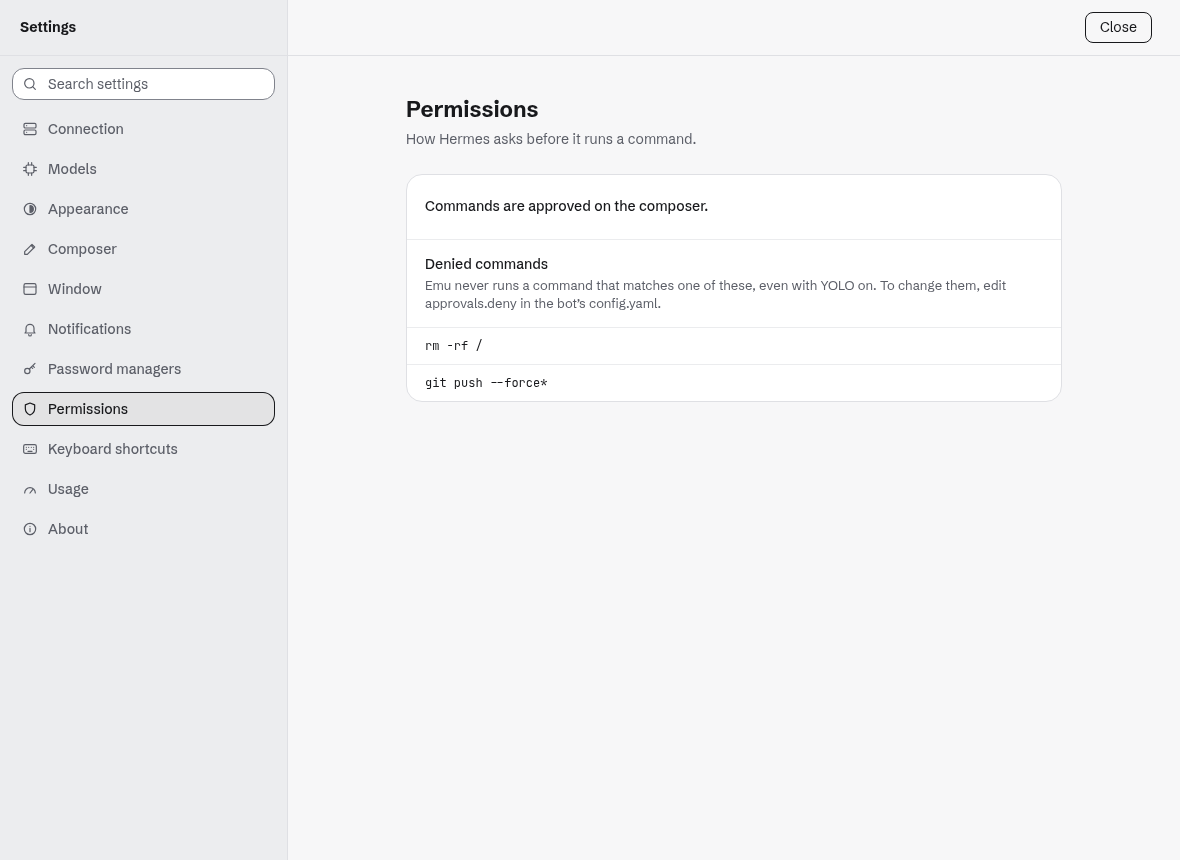 Settings
Close
Search settings
Connection
Models
Appearance
Composer
Window
Notifications
Password managers
Permissions
Keyboard shortcuts
Usage
About
Permissions
How Hermes asks before it runs a command.
Commands are approved on the composer.
Denied commands
Emu never runs a command that matches one of these, even with YOLO on. To change them, edit
approvals.deny in the bot’s config.yaml.
rm -rf /
git push --force*